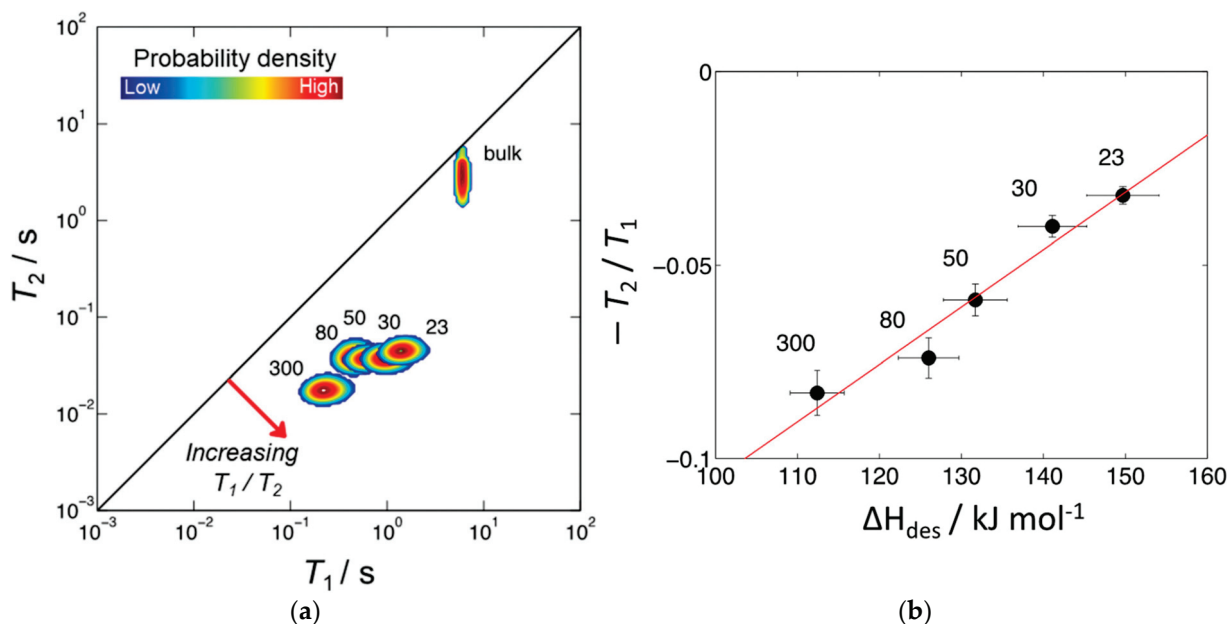 Probability density
Low High
bulk
300 80 50 30 23
Increasing
T₁ / T₂
10²
10¹
10⁰
10⁻¹
10⁻²
10⁻³
T₂ / s
10⁻³ 10⁻² 10⁻¹ 10⁰ 10¹ 10²
T₁ / s
(a)
0
−0.05
−0.1
− T₂ / T₁
300
80
50
30
23
100 110 120 130 140 150 160
ΔH_des / kJ mol⁻¹
(b)